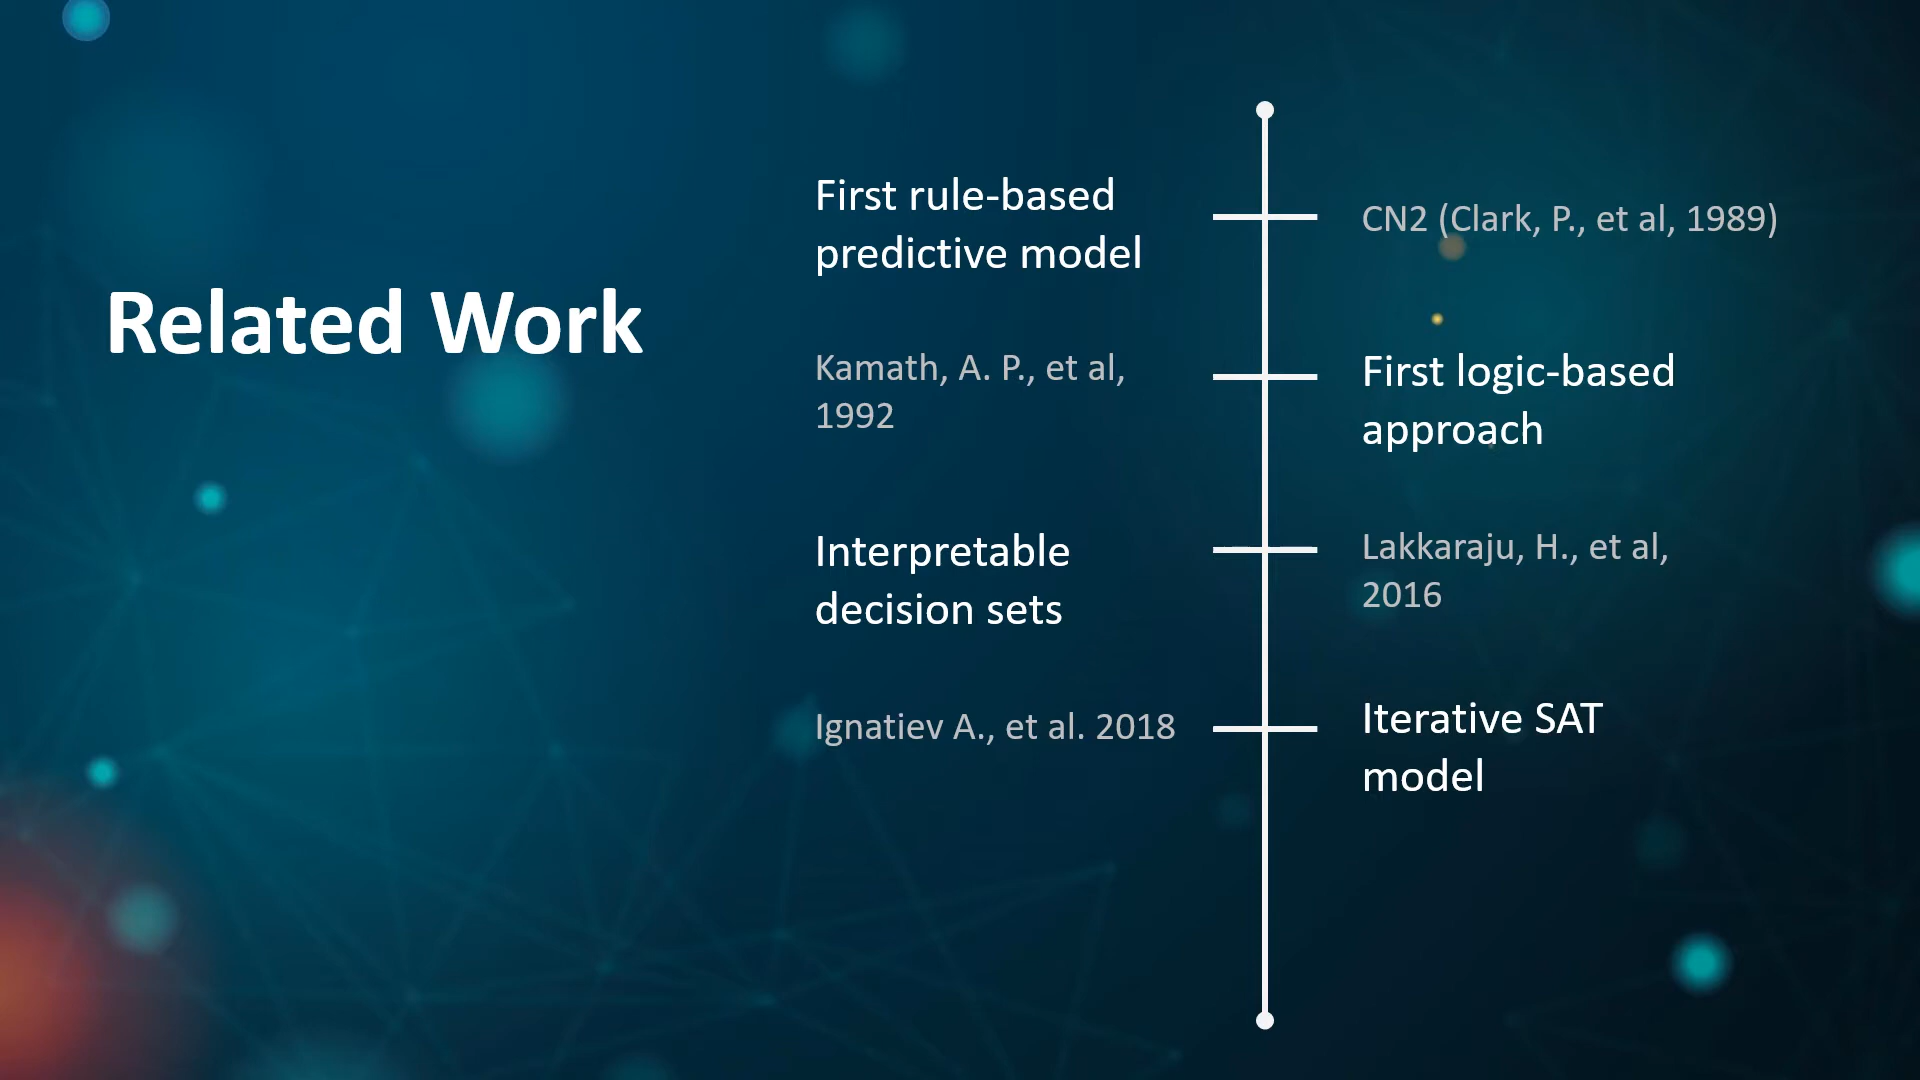 Related Work
First rule-based
predictive model
CN2 (Clark, P., et al, 1989)
Kamath, A. P., et al,
1992
First logic-based
approach
Interpretable
decision sets
Lakkaraju, H., et al,
2016
Ignatiev A., et al. 2018
Iterative SAT
model